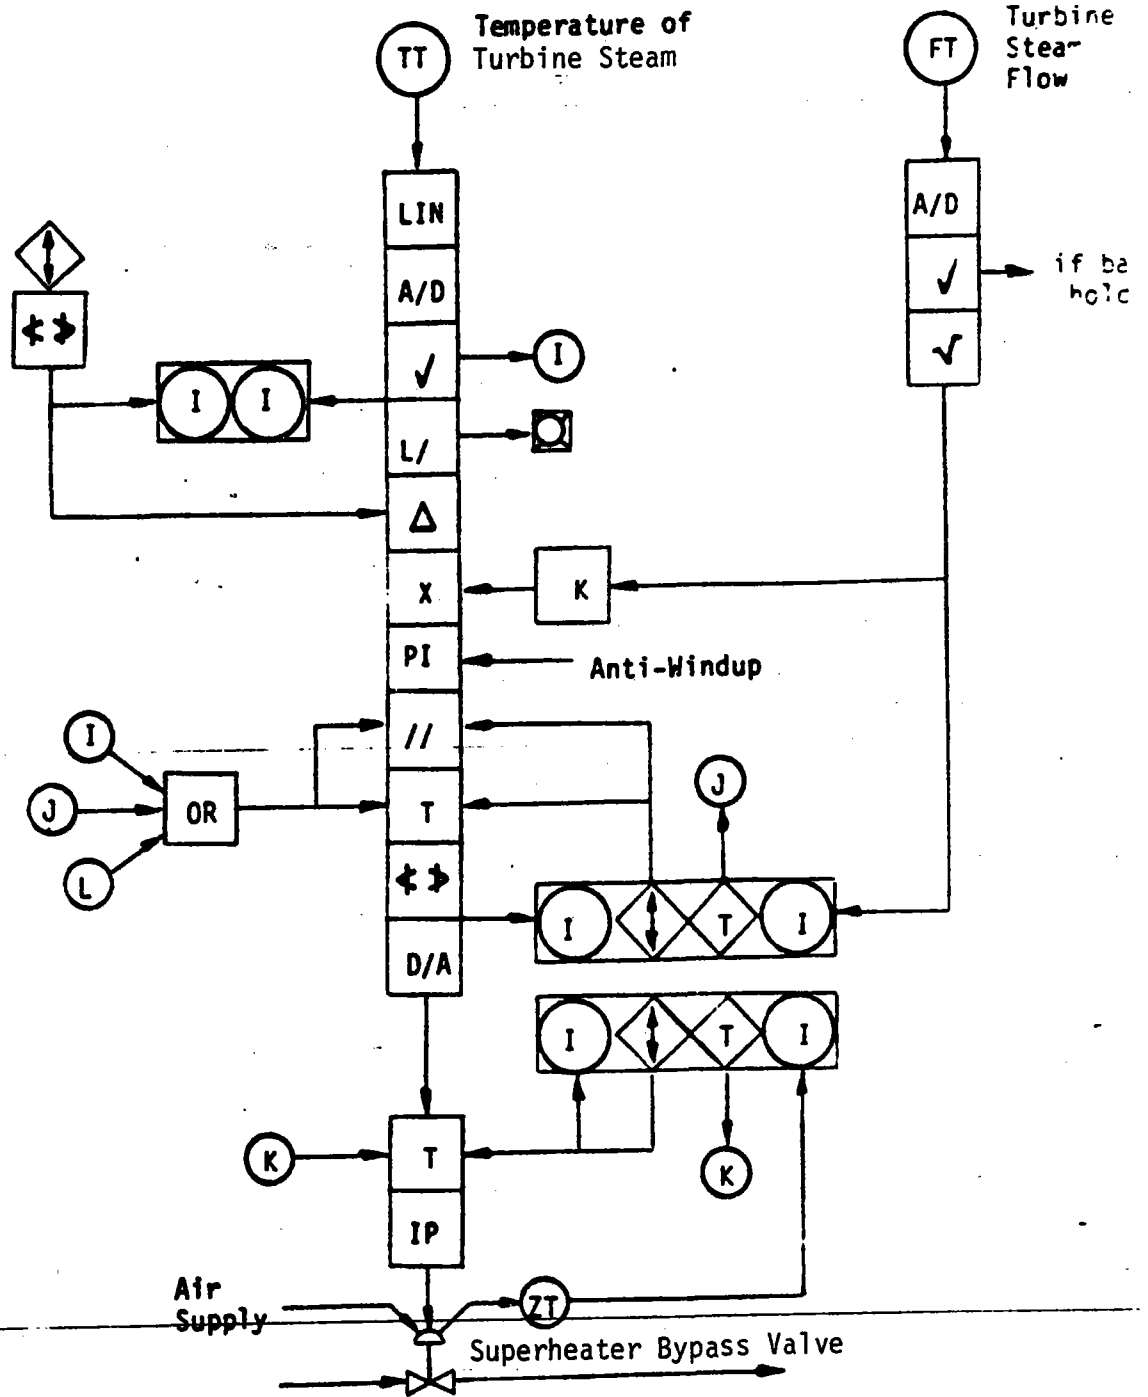 Temperature of
Turbine Steam
TT
Turbine
Flow
FT
LIN
A/D
A/D
√
if
√
I
I
I
L/
Δ
X
K
PI
Anti-Windup
I
//
J
J
OR
T
L
I
T
I
D/A
I
T
I
K
T
K
IP
Air
Supply
ZT
Superheater Bypass Valve